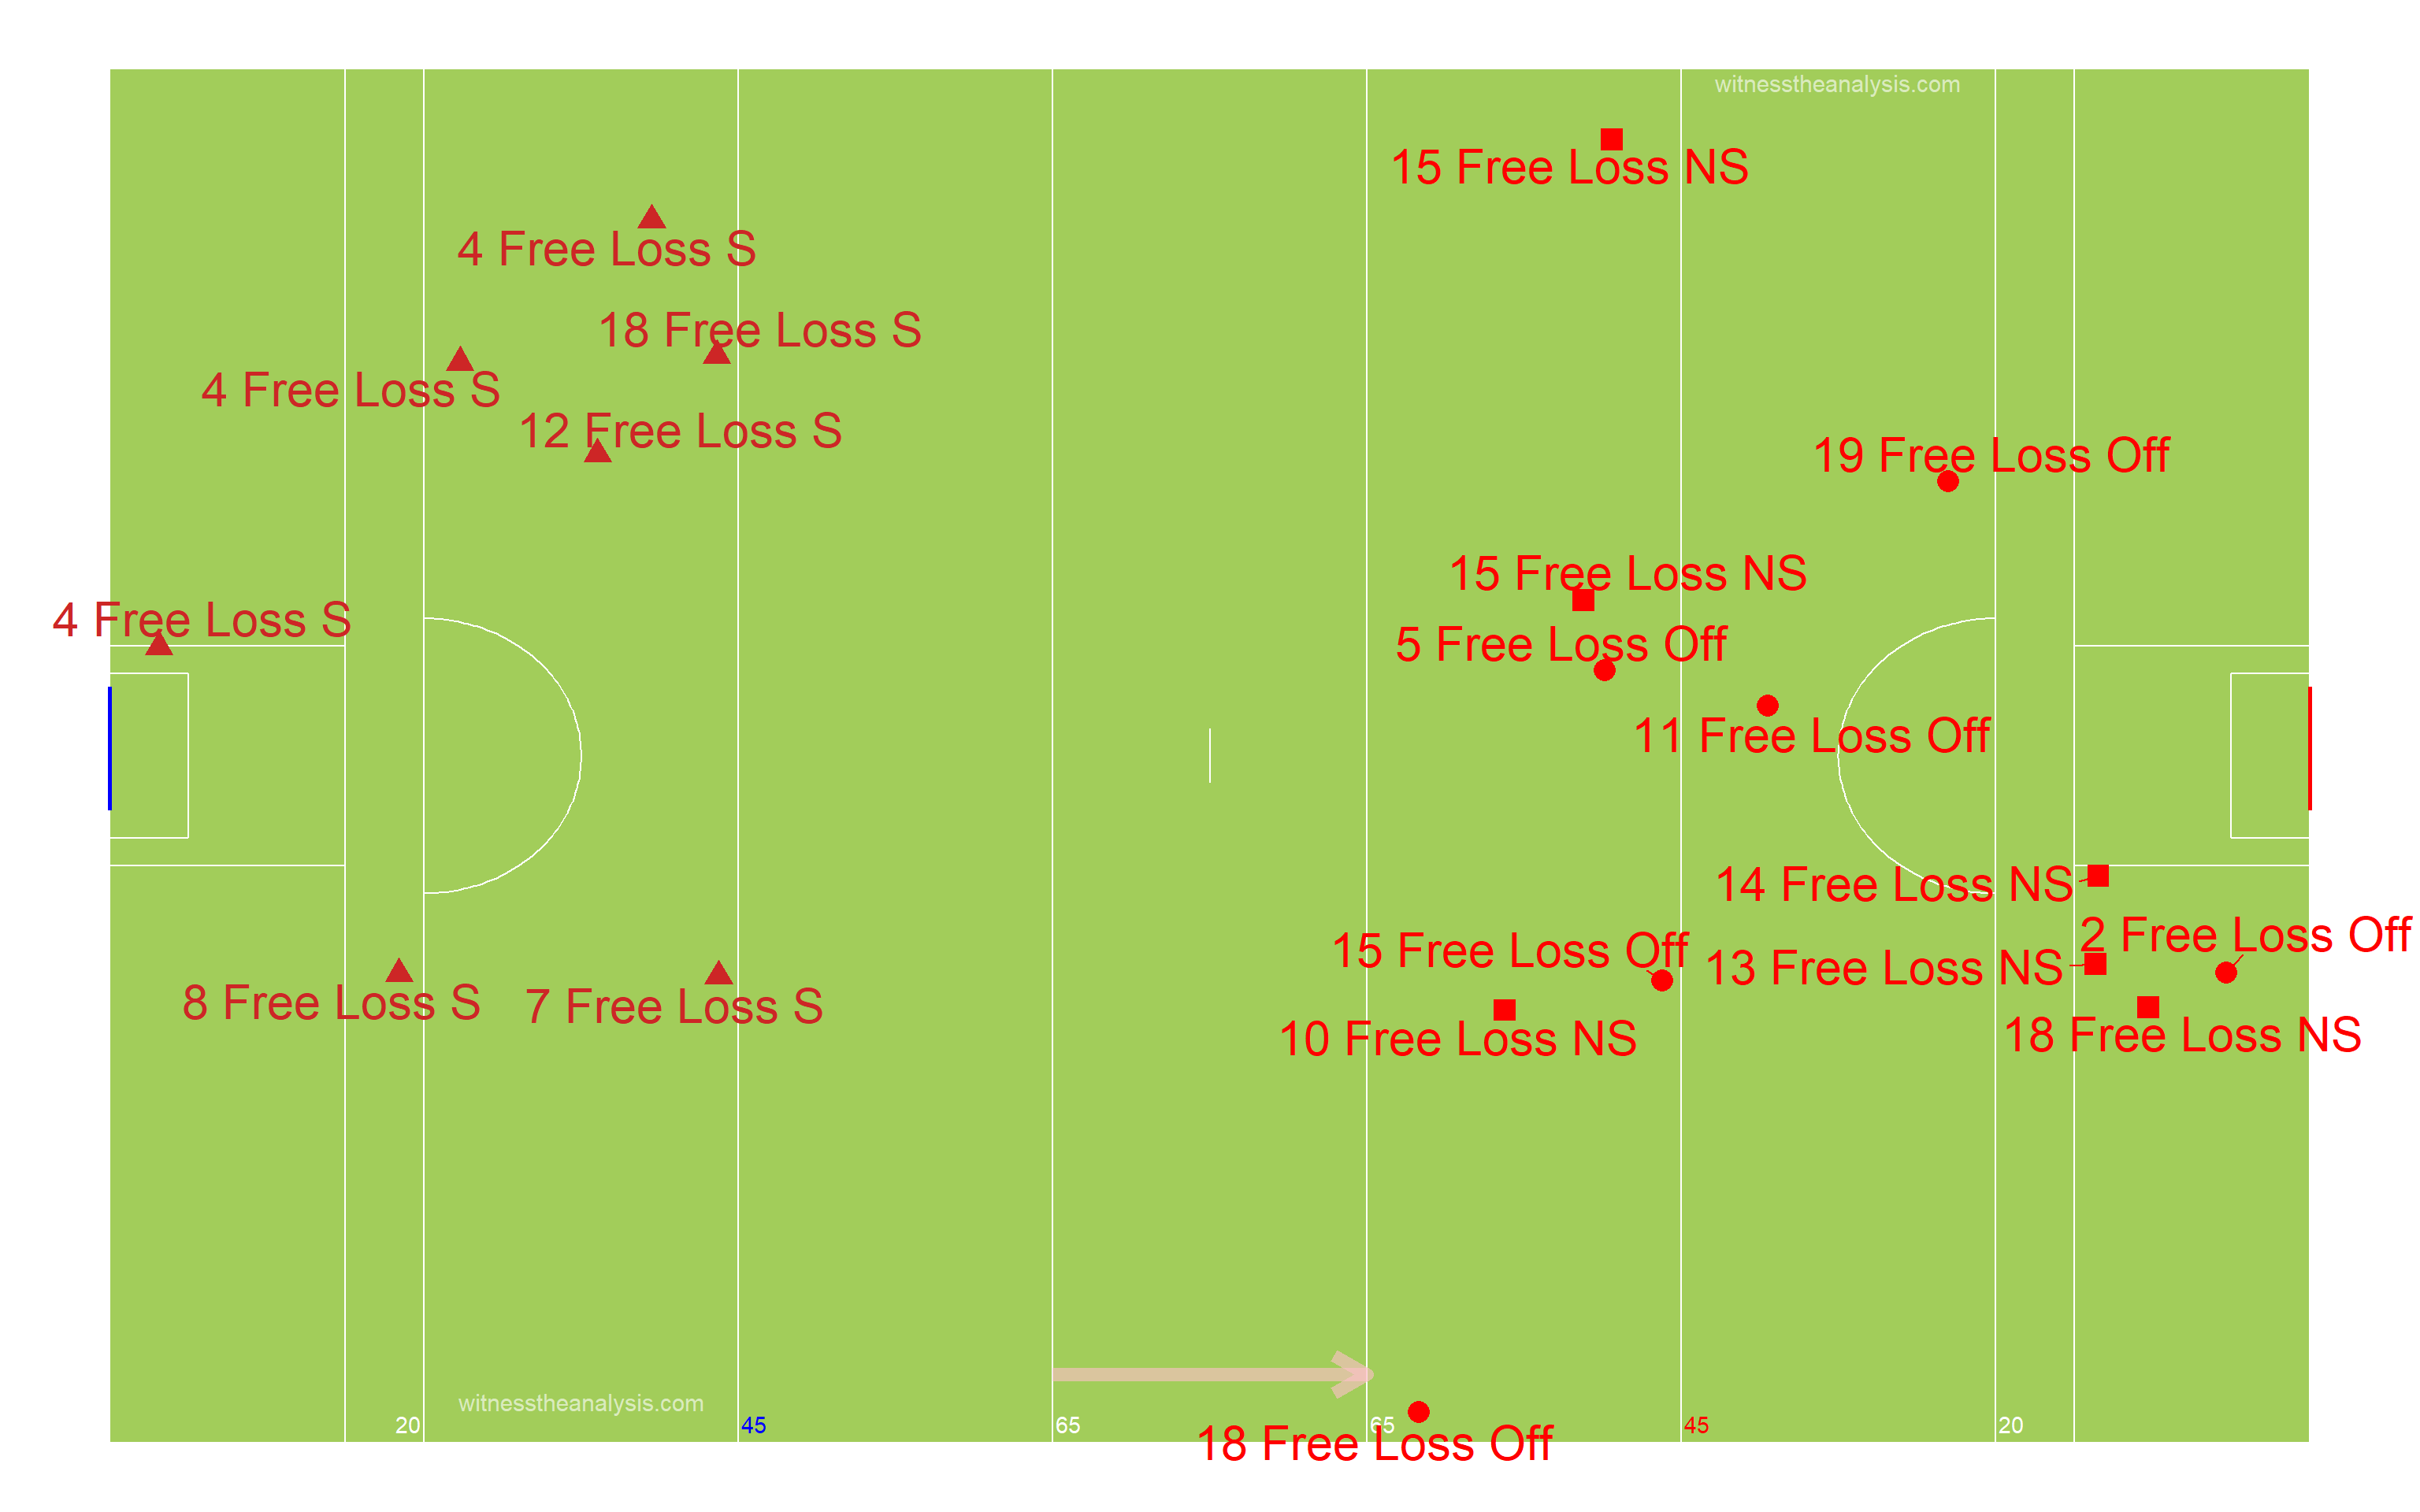 witnesstheanalysis.com
15 Free Loss NS
4 Free Loss S
18 Free Loss S
4 Free Loss S
12 Free Loss S
19 Free Loss Off
15 Free Loss NS
4 Free Loss S
5 Free Loss Off
11 Free Loss Off
14 Free Loss NS
2 Free Loss Off
15 Free Loss Off
13 Free Loss NS
8 Free Loss S
7 Free Loss S
10 Free Loss NS
18 Free Loss NS
witnesstheanalysis.com
20
45
65
65
45
20
18 Free Loss Off